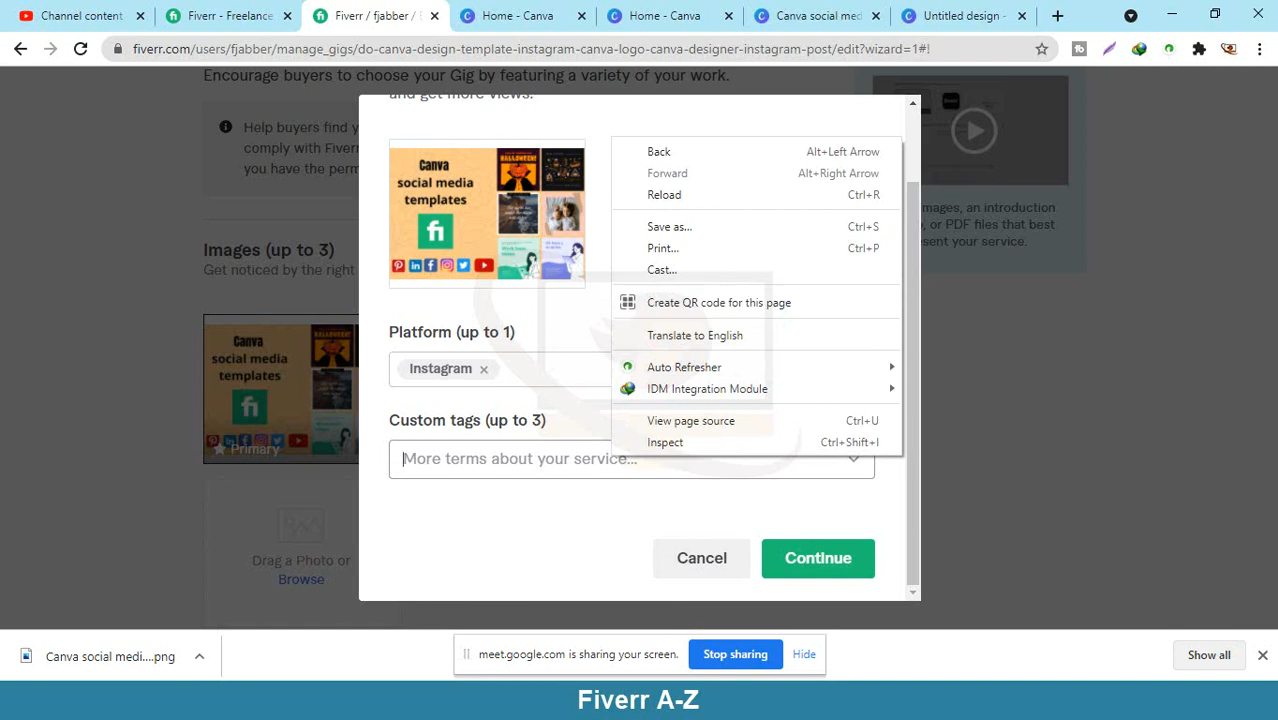 Channel content
Fiverr - Freelance
Fiverr / fjabber /
Home - Canva
Home - Canva
Canva social med
Untitled design -
fiverr.com/users/fjabber/manage_gigs/do-canva-design-template-instagram-canva-logo-canva-designer-instagram-post/edit?wizard=1#!
Encourage buyers to choose your Gig by featuring a variety of your work.
and get more views.
Help buyers find y
comply with Fiverr
you have the perm
Images (up to 3)
Get noticed by the right
Canva
social media
templates
fi
Canva
social media
templates
fi
Primary
Drag a Photo or
Browse
Platform (up to 1)
Instagram
Custom tags (up to 3)
More terms about your service...
Cancel
Continue
Back Alt+Left Arrow
Forward Alt+Right Arrow
Reload Ctrl+R
Save as... Ctrl+S
Print... Ctrl+P
Cast...
Create QR code for this page
Translate to English
Auto Refresher
IDM Integration Module
View page source Ctrl+U
Inspect Ctrl+Shift+I
mages, an introduction
, or PDF files that best
esent your service.
Canva social medi....png
meet.google.com is sharing your screen.
Stop sharing
Hide
Show all
Fiverr A-Z